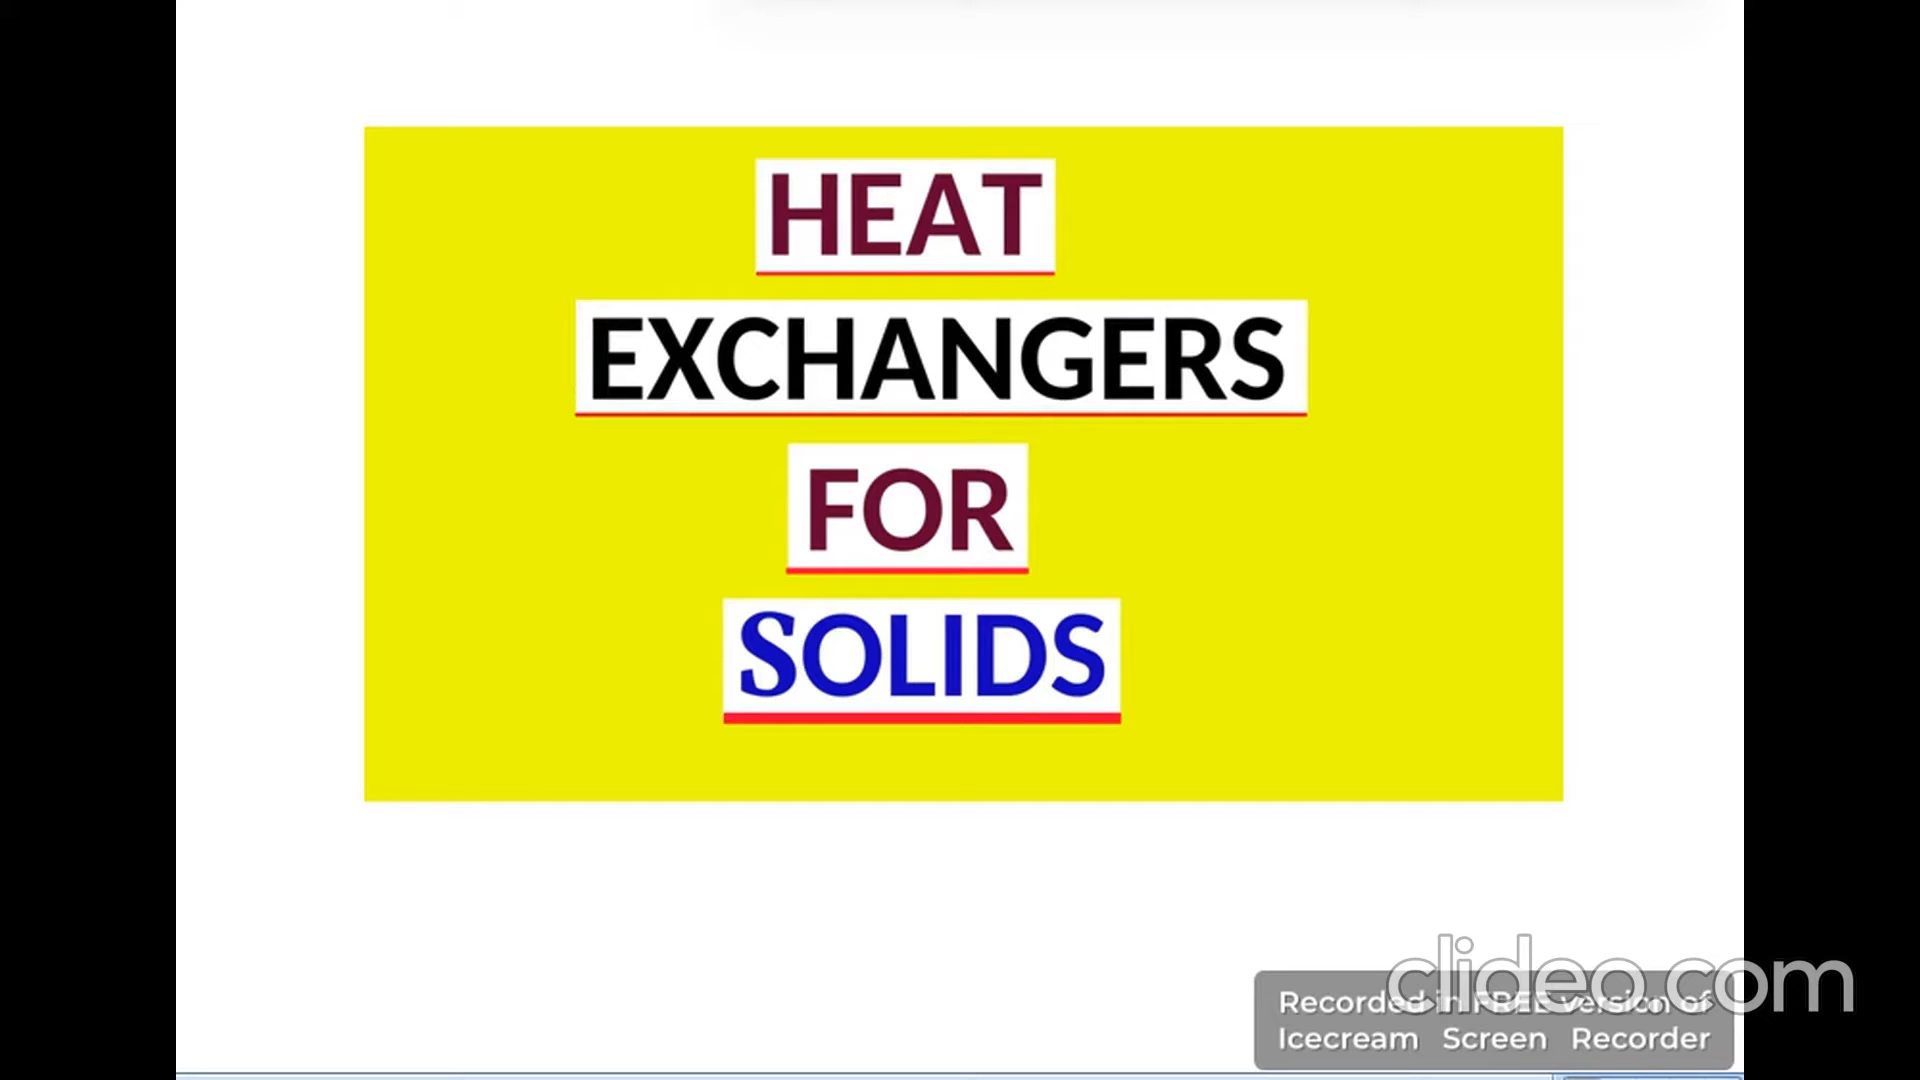 HEAT
EXCHANGERS
FOR
SOLIDS
clideo.com
Recorded in FREE version of
Icecream Screen Recorder